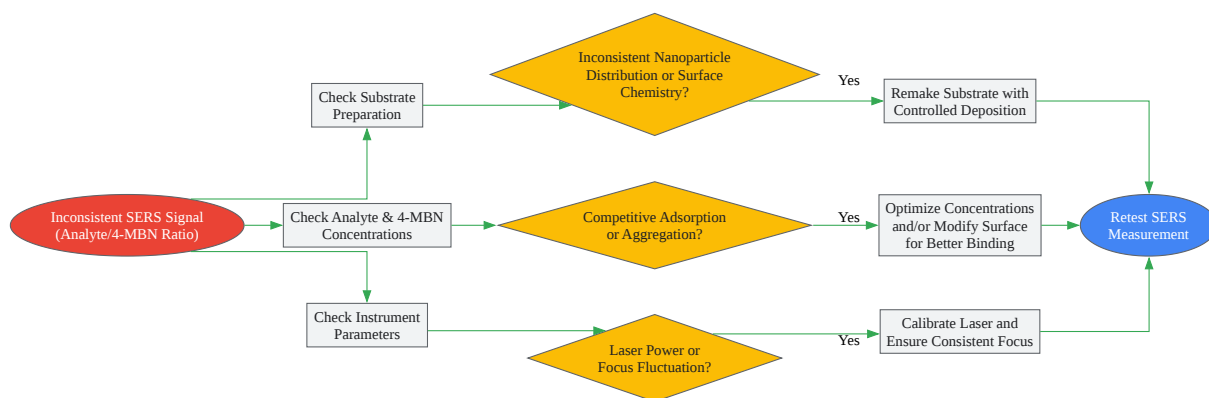 Inconsistent Nanoparticle
Distribution or Surface
Chemistry?
Yes
Check Substrate
Preparation
Remake Substrate with
Controlled Deposition
Inconsistent SERS Signal
(Analyte/4-MBN Ratio)
Check Analyte & 4-MBN
Concentrations
Competitive Adsorption
or Aggregation?
Yes
Optimize Concentrations
and/or Modify Surface
for Better Binding
Retest SERS
Measurement
Check Instrument
Parameters
Laser Power or
Focus Fluctuation?
Yes
Calibrate Laser and
Ensure Consistent Focus